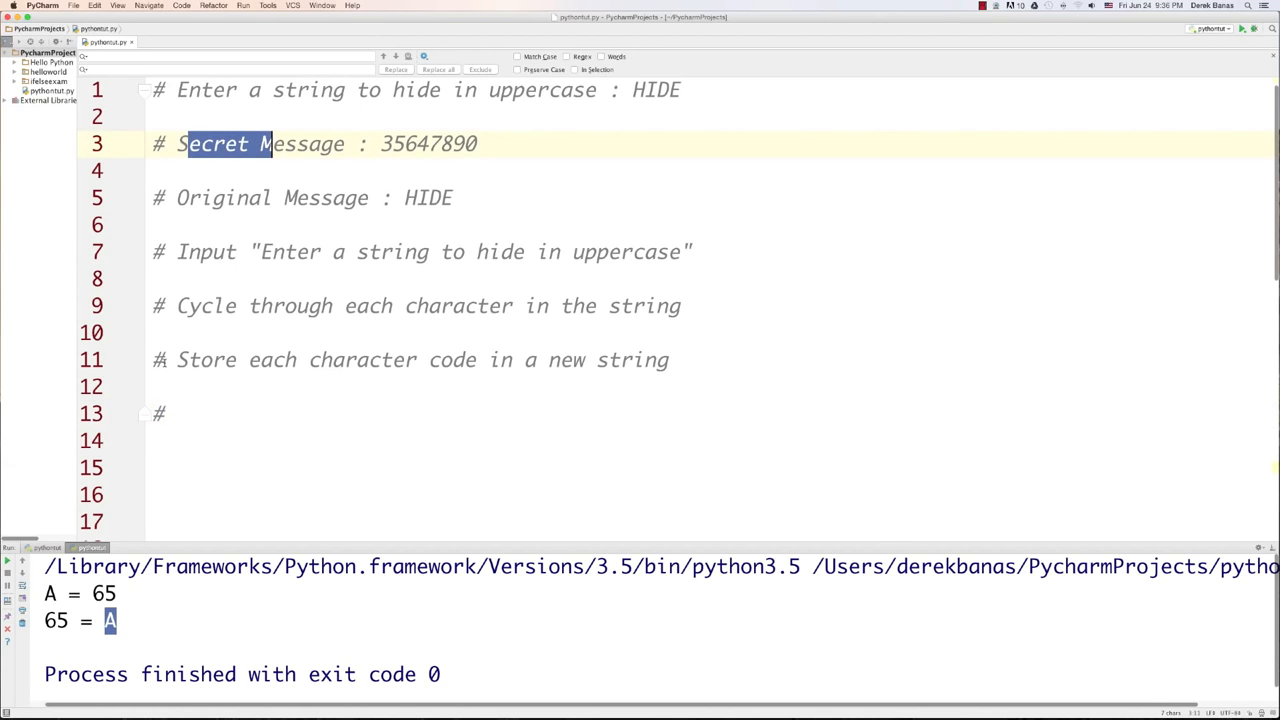 PyCharm File Edit View Navigate Code Refactor Run Tools VCS Window Help
10 Fri Jun 24 9:36 PM Derek Banas
pythontut.py - PycharmProjects - [~/PycharmProjects]
PycharmProjects pythontut.py
pythontut
pythontut.py
PycharmProject
Hello Python
helloworld
ifelseexam
pythontut.py
External Librarie
Match Case Regex Words
Replace Replace all Exclude Preserve Case In Selection
1 # Enter a string to hide in uppercase : HIDE
2
3 # Secret Message : 35647890
4
5 # Original Message : HIDE
6
7 # Input "Enter a string to hide in uppercase"
8
9 # Cycle through each character in the string
10
11 # Store each character code in a new string
12
13 #
14
15
16
17
Run: pythontut pythontut
/Library/Frameworks/Python.framework/Versions/3.5/bin/python3.5 /Users/derekbanas/PycharmProjects/pytho
A = 65
65 = A
Process finished with exit code 0
7 chars 3:11 LF‡ UTF-8‡